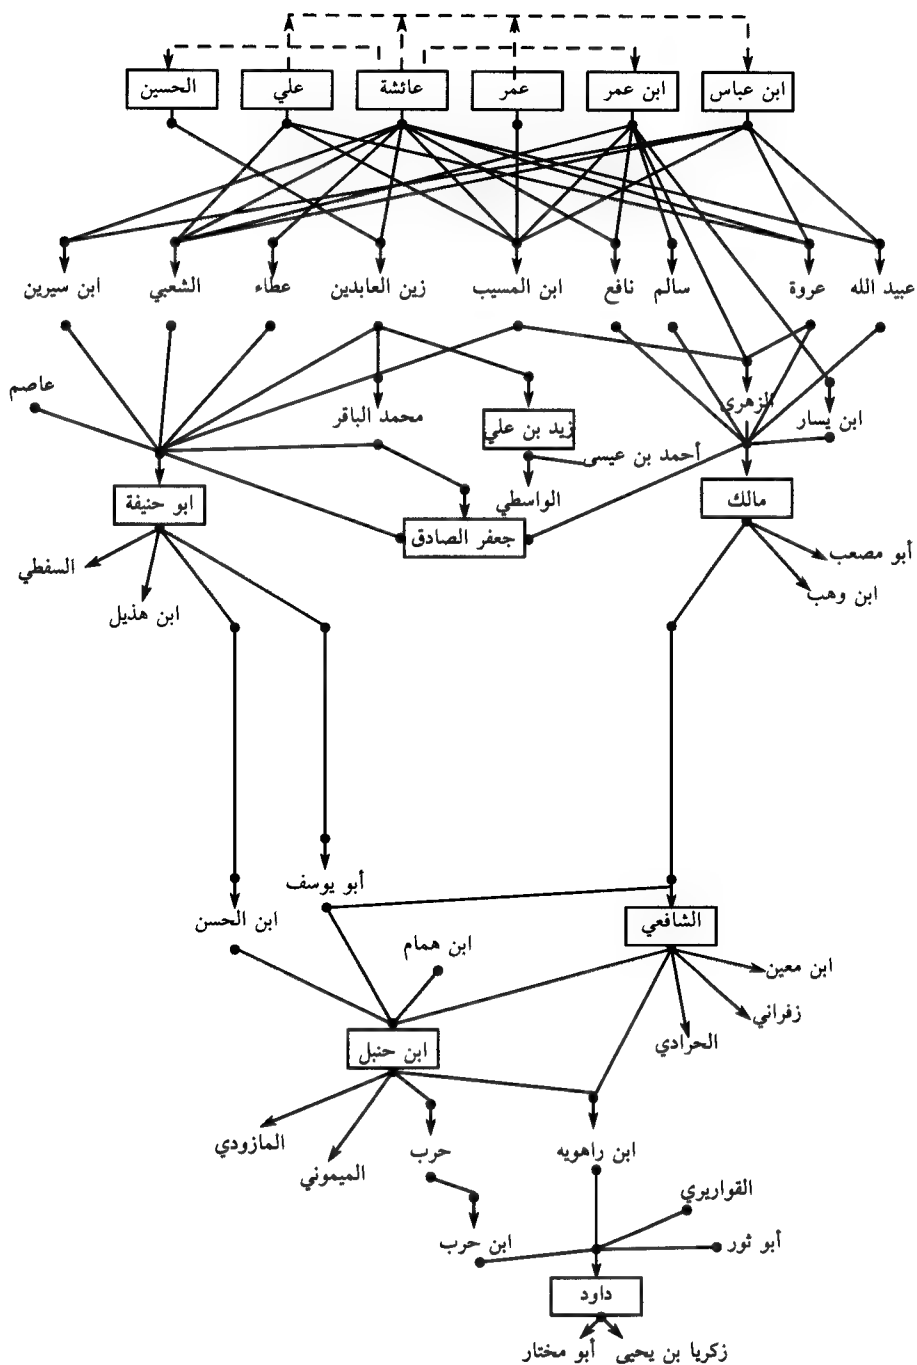 ابن عباس
ابن عمر
عمر
عائشة
علي
الحسين
عبيد الله
عروة
سالم
نافع
ابن المسيب
زين العابدين
عطاء
الشعبي
ابن سيرين
عاصم
الزهري
ابن يسار
محمد الباقر
زيد بن علي
أحمد بن عيسى
الواسطي
مالك
ابو حنيفة
جعفر الصادق
أبو مصعب
ابن وهب
السفطي
ابن هذيل
أبو يوسف
ابن الحسن
الشافعي
ابن همام
ابن معين
زفراني
الحرادي
ابن حنبل
المازودي
الميموني
حرب
ابن راهويه
القواريري
أبو ثور
ابن حرب
داود
زكريا بن يحيى
أبو مختار